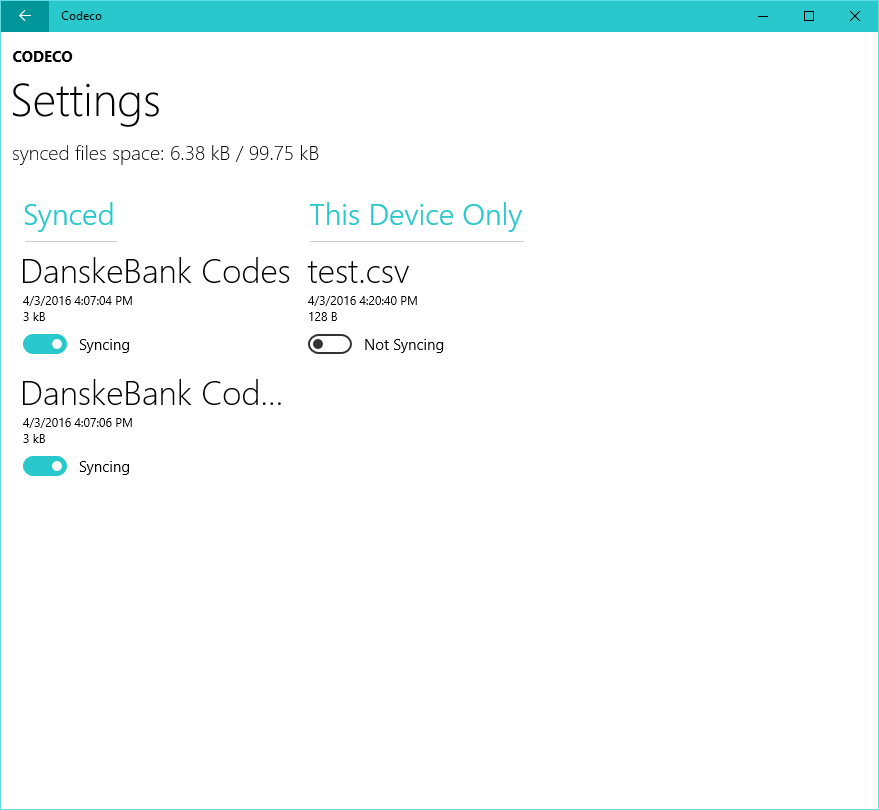 Codeco
CODECO
Settings
synced files space: 6.38 kB / 99.75 kB
Synced
DanskeBank Codes
4/3/2016 4:07:04 PM
3 kB
Syncing
DanskeBank Cod...
4/3/2016 4:07:06 PM
3 kB
Syncing
This Device Only
test.csv
4/3/2016 4:20:40 PM
128 B
Not Syncing